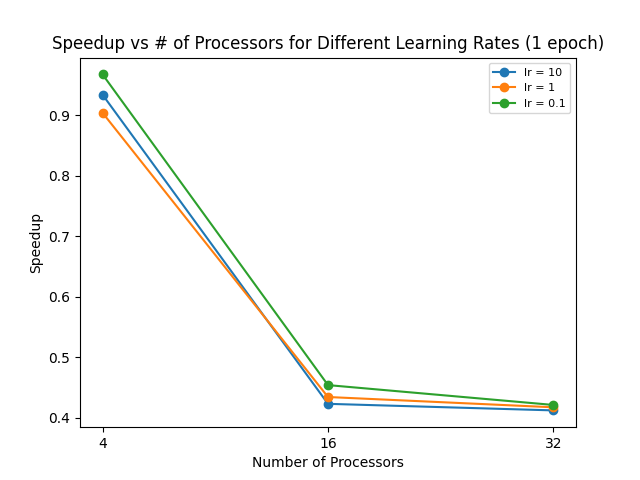 Speedup vs # of Processors for Different Learning Rates (1 epoch)
lr = 10
lr = 1
lr = 0.1
0.9
0.8
0.7
0.6
0.5
0.4
Speedup
4 16 32
Number of Processors